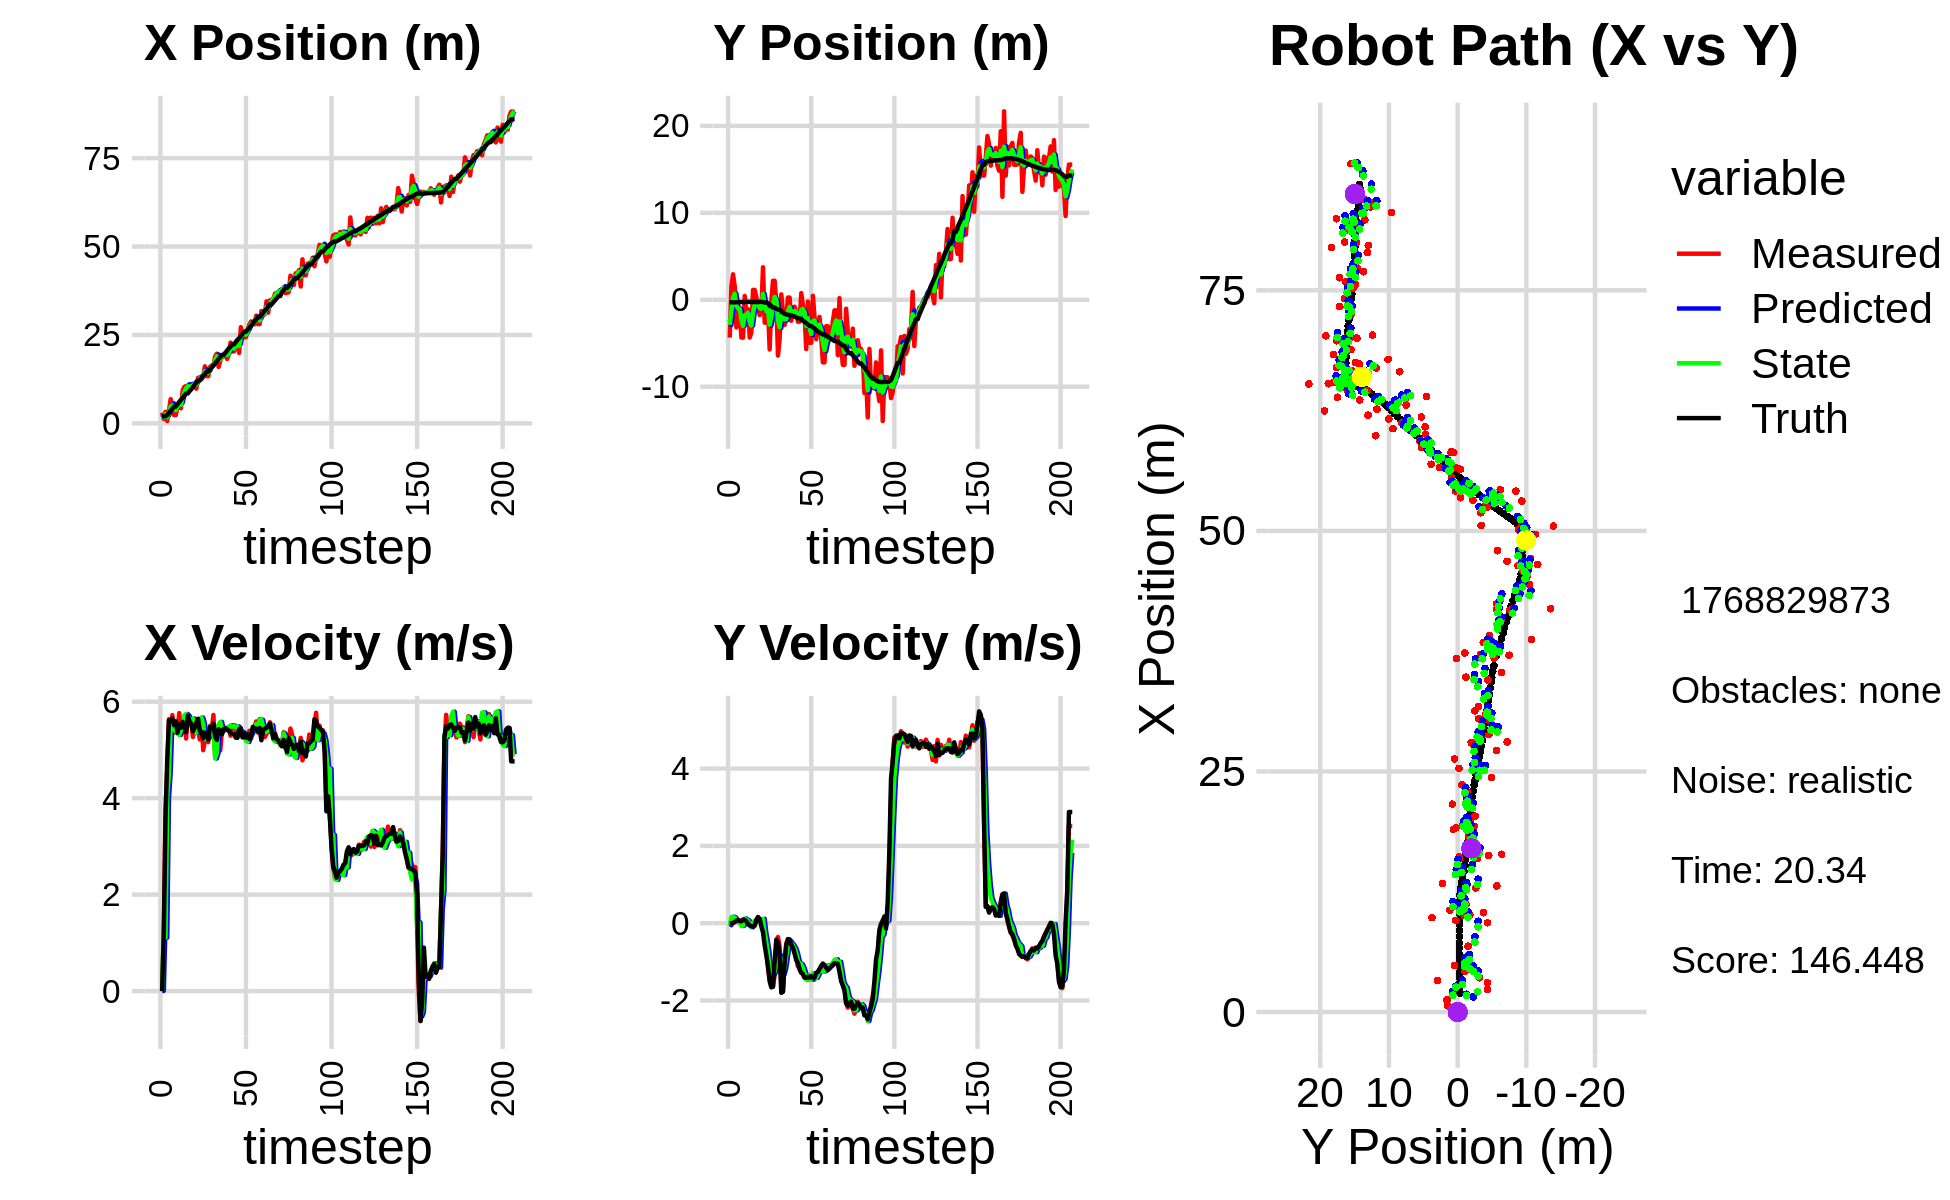 X Position (m)
75
50
25
0
0 50 100 150 200
timestep
Y Position (m)
20
10
0
-10
0 50 100 150 200
timestep
X Velocity (m/s)
6
4
2
0
0 50 100 150 200
timestep
Y Velocity (m/s)
4
2
0
-2
0 50 100 150 200
timestep
Robot Path (X vs Y)
X Position (m)
75
50
25
0
20 10 0 -10 -20
Y Position (m)
variable
Measured
Predicted
State
Truth
1768829873
Obstacles: none
Noise: realistic
Time: 20.34
Score: 146.448